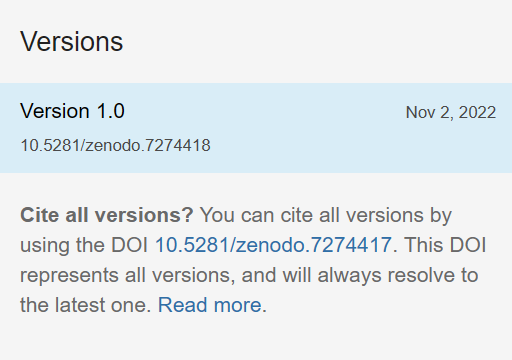 Versions
Version 1.0 Nov 2, 2022
10.5281/zenodo.7274418
Cite all versions? You can cite all versions by
using the DOI 10.5281/zenodo.7274417. This DOI
represents all versions, and will always resolve to
the latest one. Read more.